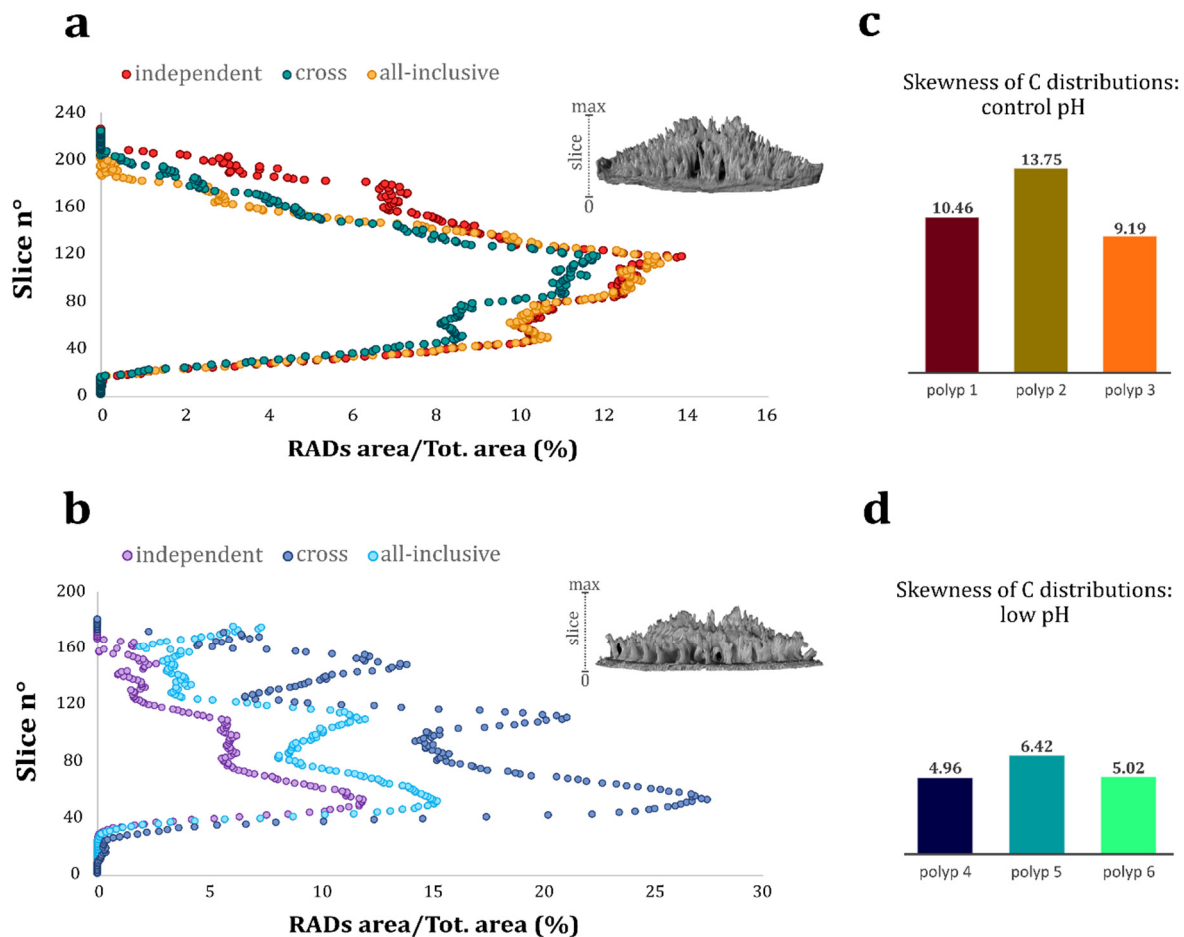 a
independent cross all-inclusive
240
200
160
120
80
40
0
Slice n°
0 2 4 6 8 10 12 14 16
RADs area/Tot. area (%)
max
slice
0
b
independent cross all-inclusive
200
160
120
80
40
0
Slice n°
0 5 10 15 20 25 30
RADs area/Tot. area (%)
max
slice
0
c
Skewness of C distributions:
control pH
10.46 13.75 9.19
polyp 1 polyp 2 polyp 3
d
Skewness of C distributions:
low pH
4.96 6.42 5.02
polyp 4 polyp 5 polyp 6